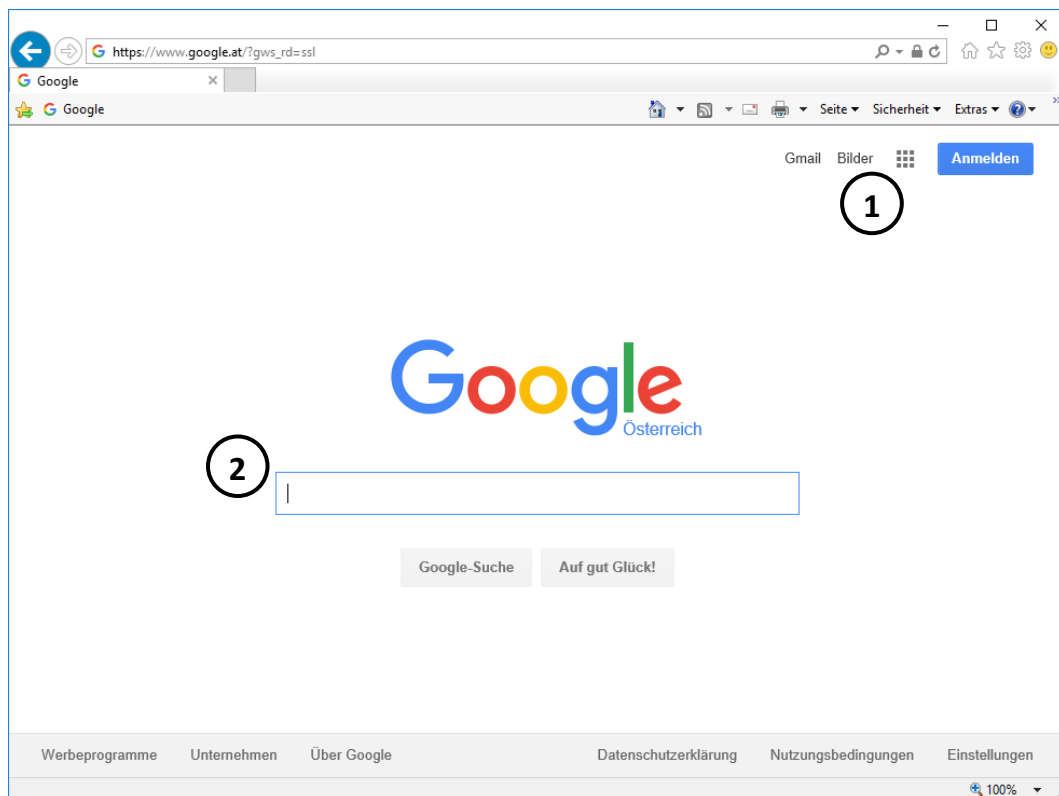 https://www.google.at/?gws_rd=ssl
Google
Google
Seite Sicherheit Extras
Gmail Bilder Anmelden
1
Google
Österreich
2
Google-Suche Auf gut Glück!
Werbeprogramme Unternehmen Über Google Datenschutzerklärung Nutzungsbedingungen Einstellungen
100%